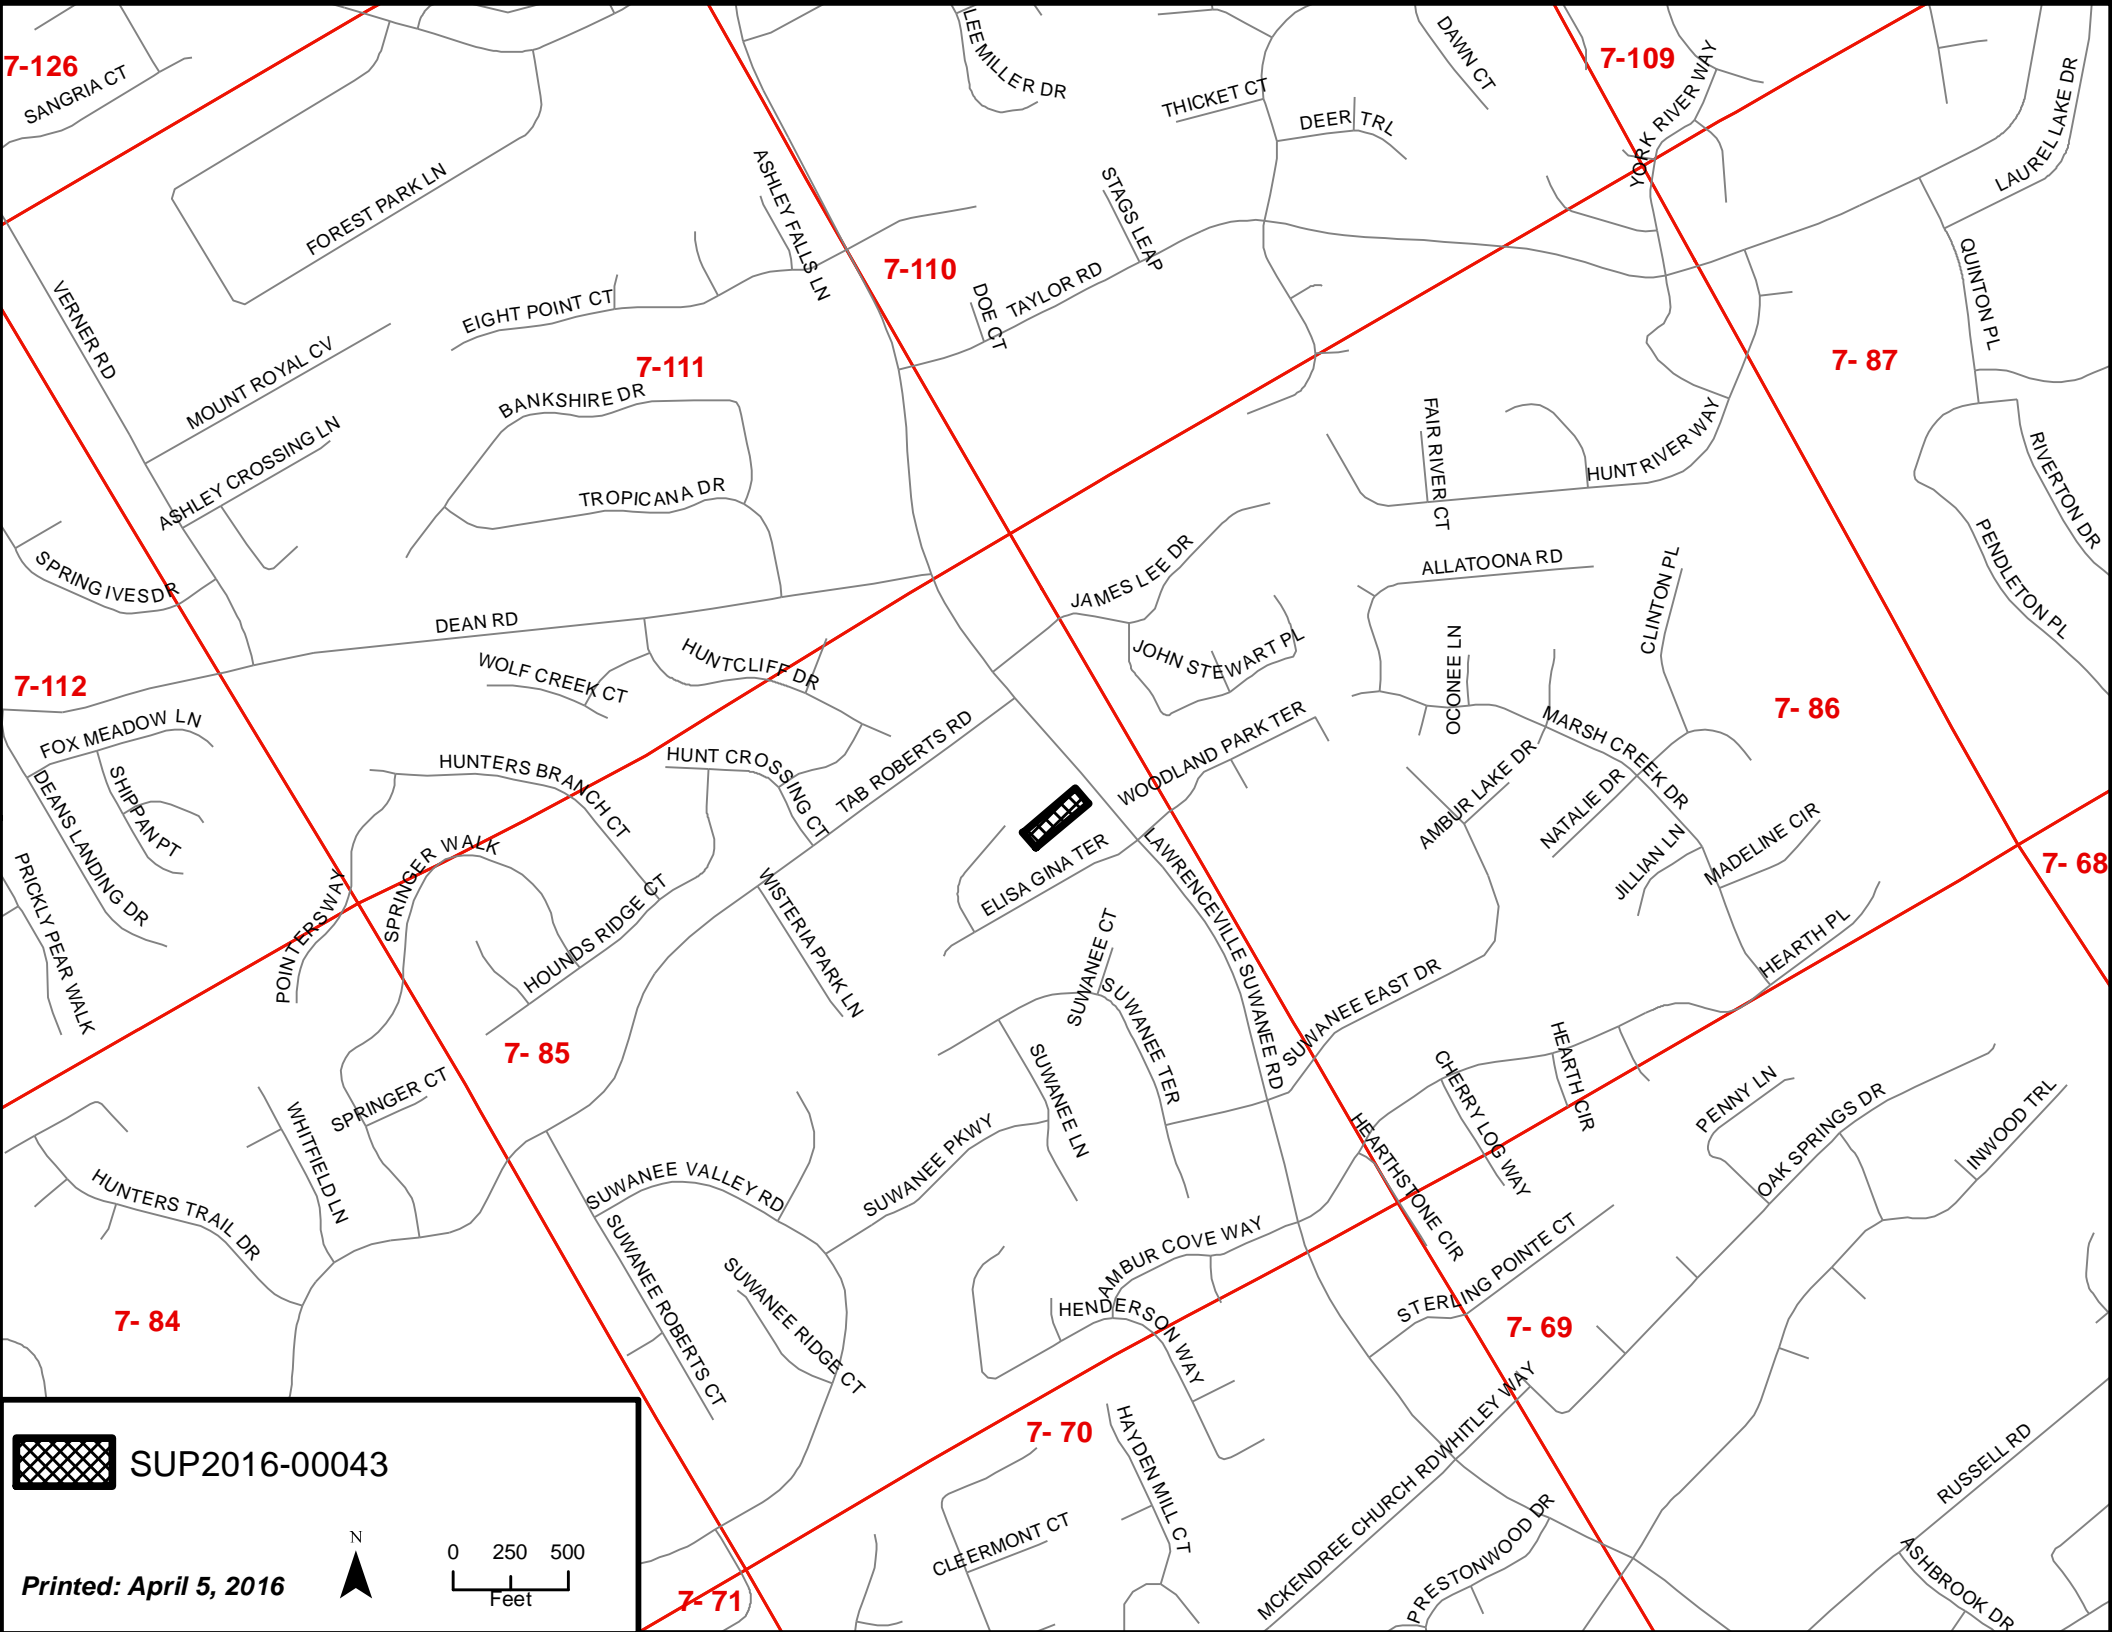 7-126
SANGRIA CT
LEE MILLER DR
DAWN CT
7-109
YORK RIVER WAY
LAUREL LAKE DR
THICKET CT
DEER TRL
FOREST PARK LN
ASHLEY FALLS LN
STAGS LEAP
7-110
VERNER RD
EIGHT POINT CT
DOE CT
TAYLOR RD
QUINTON PL
MOUNT ROYAL CV
7-111
7- 87
BANKSHIRE DR
ASHLEY CROSSING LN
FAIR RIVER CT
HUNT RIVER WAY
RIVERTON DR
TROPICANA DR
SPRING IVES DR
JAMES LEE DR
ALLATOONA RD
CLINTON PL
PENDLETON PL
DEAN RD
WOLF CREEK CT
HUNTCLIFF DR
JOHN STEWART PL
OCONEE LN
7-112
7- 86
FOX MEADOW LN
TAB ROBERTS RD
WOODLAND PARK TER
MARSH CREEK DR
HUNTERS BRANCH CT
HUNT CROSSING CT
DEANS LANDING DR
SHIPPAN PT
AMBUR LAKE DR
NATALIE DR
JILLIAN LN
MADELINE CIR
7- 68
PRICKLY PEAR WALK
POINTERS WAY
SPRINGER WALK
ELISA GINA TER
LAWRENCEVILLE SUWANEE RD
WISTERIA PARK LN
HOUNDS RIDGE CT
SUWANEE CT
SUWANEE EAST DR
HEARTH PL
SUWANEE TER
7- 85
SUWANEE LN
HEARTH CIR
CHERRY LOG WAY
SPRINGER CT
WHITFIELD LN
PENNY LN
OAK SPRINGS DR
INWOOD TRL
HUNTERS TRAIL DR
SUWANEE VALLEY RD
SUWANEE PKWY
HEARTHSTONE CIR
AMBUR COVE WAY
SUWANEE ROBERTS CT
SUWANEE RIDGE CT
HENDERSON WAY
STERLING POINTE CT
7- 84
7- 69
HAYDEN MILL CT
7- 70
WHITLEY WAY
MCKENDREE CHURCH RD
RUSSELL RD
CLEERMONT CT
PRESTONWOOD DR
ASHBROOK DR
7- 71
SUP2016-00043
N
0 250 500
Feet
Printed: April 5, 2016